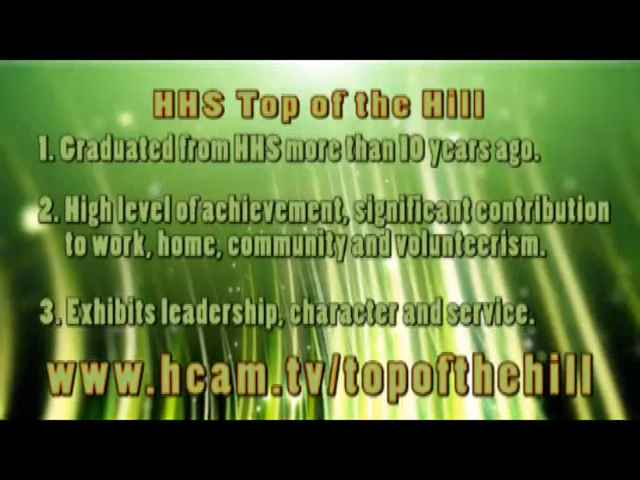 HHS Top of the Hill
1. Graduated from HHS more than 10 years ago.
2. High level of achievement, significant contribution
to work, home, community and volunteerism.
3. Exhibits leadership, character and service.
www.hcam.tv/topofthehill